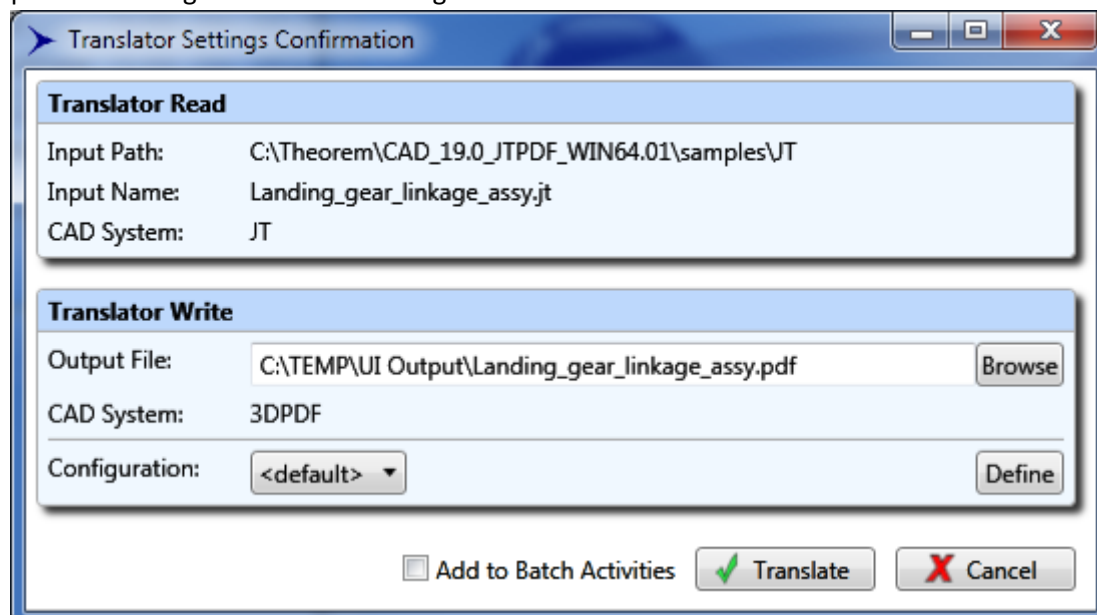 Translator Settings Confirmation
Translator Read
Input Path: C:\Theorem\CAD_19.0_JTPDF_WIN64.01\samples\JT
Input Name: Landing_gear_linkage_assy.jt
CAD System: JT
Translator Write
Output File: C:\TEMP\UI Output\Landing_gear_linkage_assy.pdf Browse
CAD System: 3DPDF
Configuration: <default> Define
Add to Batch Activities Translate Cancel